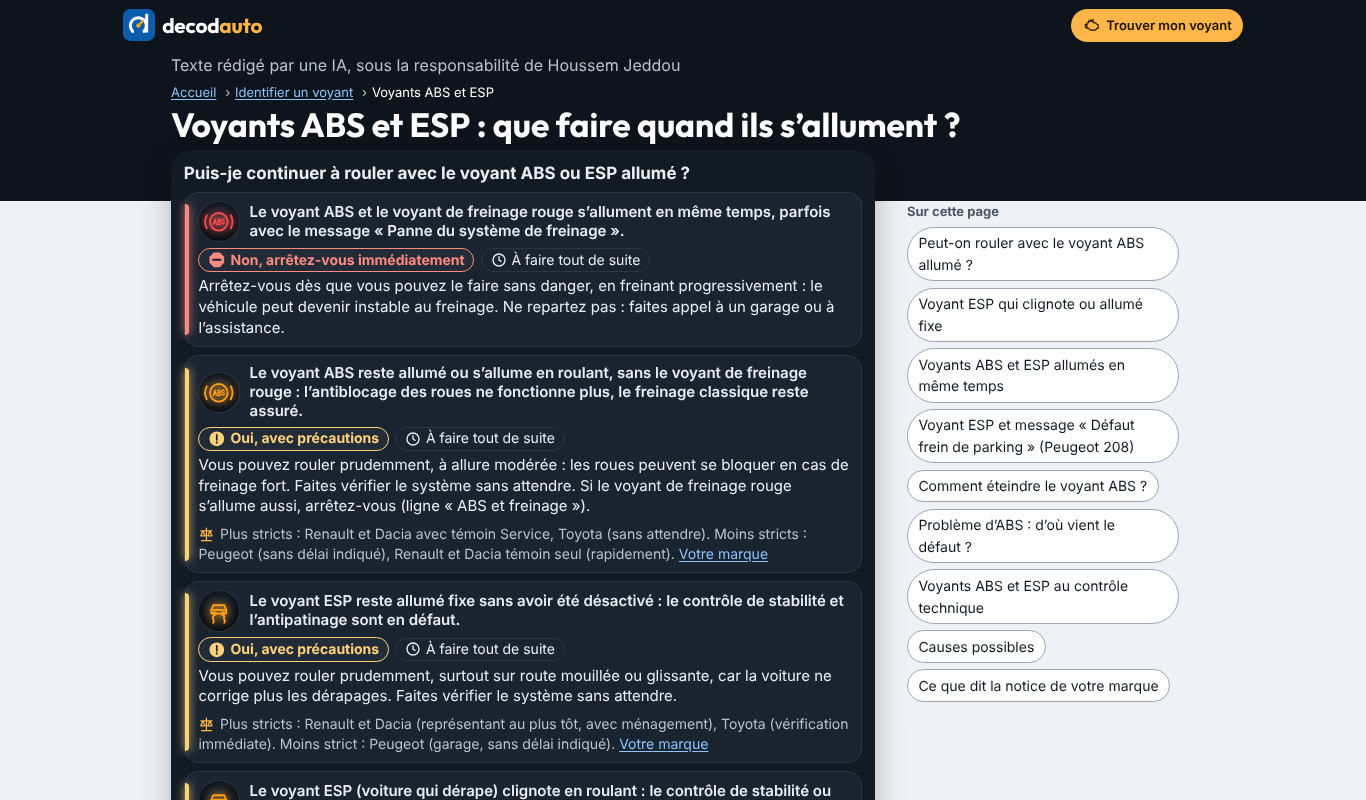 decodauto
Trouver mon voyant
Texte rédigé par une IA, sous la responsabilité de Houssem Jeddou
Accueil › Identifier un voyant › Voyants ABS et ESP
Voyants ABS et ESP : que faire quand ils s’allument ?
Puis-je continuer à rouler avec le voyant ABS ou ESP allumé ?
ABS
Le voyant ABS et le voyant de freinage rouge s’allument en même temps, parfois
avec le message « Panne du système de freinage ».
Non, arrêtez-vous immédiatement
À faire tout de suite
Arrêtez-vous dès que vous pouvez le faire sans danger, en freinant progressivement : le
véhicule peut devenir instable au freinage. Ne repartez pas : faites appel à un garage ou à
l’assistance.
ABS
Le voyant ABS reste allumé ou s’allume en roulant, sans le voyant de freinage
rouge : l’antiblocage des roues ne fonctionne plus, le freinage classique reste
assuré.
Oui, avec précautions
À faire tout de suite
Vous pouvez rouler prudemment, à allure modérée : les roues peuvent se bloquer en cas de
freinage fort. Faites vérifier le système sans attendre. Si le voyant de freinage rouge
s’allume aussi, arrêtez-vous (ligne « ABS et freinage »).
Plus stricts : Renault et Dacia avec témoin Service, Toyota (sans attendre). Moins stricts :
Peugeot (sans délai indiqué), Renault et Dacia témoin seul (rapidement). Votre marque
Le voyant ESP reste allumé fixe sans avoir été désactivé : le contrôle de stabilité et
l’antipatinage sont en défaut.
Oui, avec précautions
À faire tout de suite
Vous pouvez rouler prudemment, surtout sur route mouillée ou glissante, car la voiture ne
corrige plus les dérapages. Faites vérifier le système sans attendre.
Plus stricts : Renault et Dacia (représentant au plus tôt, avec ménagement), Toyota (vérification
immédiate). Moins strict : Peugeot (garage, sans délai indiqué). Votre marque
Le voyant ESP (voiture qui dérape) clignote en roulant : le contrôle de stabilité ou
Sur cette page
Peut-on rouler avec le voyant ABS
allumé ?
Voyant ESP qui clignote ou allumé
fixe
Voyants ABS et ESP allumés en
même temps
Voyant ESP et message « Défaut
frein de parking » (Peugeot 208)
Comment éteindre le voyant ABS ?
Problème d’ABS : d’où vient le
défaut ?
Voyants ABS et ESP au contrôle
technique
Causes possibles
Ce que dit la notice de votre marque